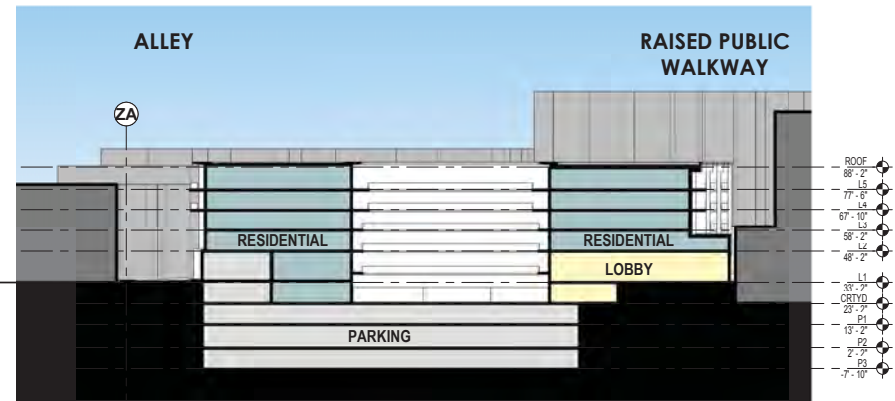 ALLEY
RAISED PUBLIC
WALKWAY
ZA
ROOF
88' - 2"
L5
77' - 6"
L4
67' - 10"
L3
58' - 2"
RESIDENTIAL
RESIDENTIAL
L2
48' - 2"
LOBBY
L1
33' - 2"
CRTYD
23' - 2"
P1
13' - 2"
PARKING
P2
2' - 2"
P3
-7' - 10"